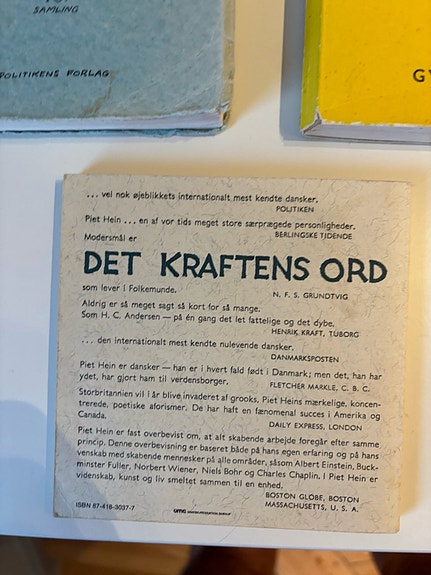 SAMLING
POLITIKENS FORLAG
G
... vel nok øjeblikkets internationalt mest kendte dansker.
POLITIKEN
Piet Hein ... en af vor tids meget store særprægede personligheder.
BERLINGSKE TIDENDE
Modersmål er
DET KRAFTENS ORD
som lever i Folkemunde.
N. F. S. GRUNDTVIG
Aldrig er så meget sagt så kort for så mange.
Som H. C. Andersen — på én gang det let fattelige og det dybe.
HENRIK KRAFT, TUBORG
... den internationalt mest kendte nulevende dansker.
DANMARKSPOSTEN
Piet Hein er dansker — han er i hvert fald født i Danmark; men det, han har
ydet, har gjort ham til verdensborger.
FLETCHER MARKLE, C. B. C.
Storbritannien vil i år blive invaderet af grooks, Piet Heins mærkelige, koncen-
trerede, poetiske aforismer, De har haft en fænomenal succes i Amerika og
Canada.
DAILY EXPRESS, LONDON
Piet Hein er fast overbevist om, at alt skabende arbejde foregår efter samme
princip. Denne overbevisning er baseret både på hans egen erfaring og på hans
venskab med skabende mennesker på alle områder, såsom Albert Einstein, Buck-
minster Fuller, Norbert Wiener, Niels Bohr og Charles Chaplin. I Piet Hein er
videnskab, kunst og liv smeltet sammen til en enhed.
BOSTON GLOBE, BOSTON
MASSACHUSETTS, U. S. A.
ISBN 87-418-3037-7